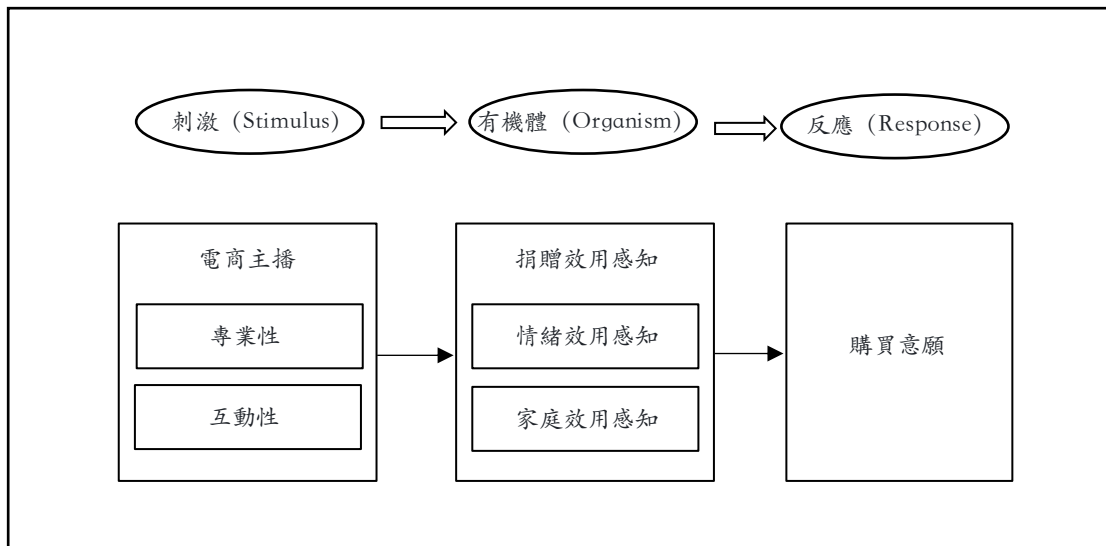 刺激（Stimulus）
有機體（Organism）
反應（Response）
電商主播
專業性
互動性
捐贈效用感知
情緒效用感知
家庭效用感知
購買意愿